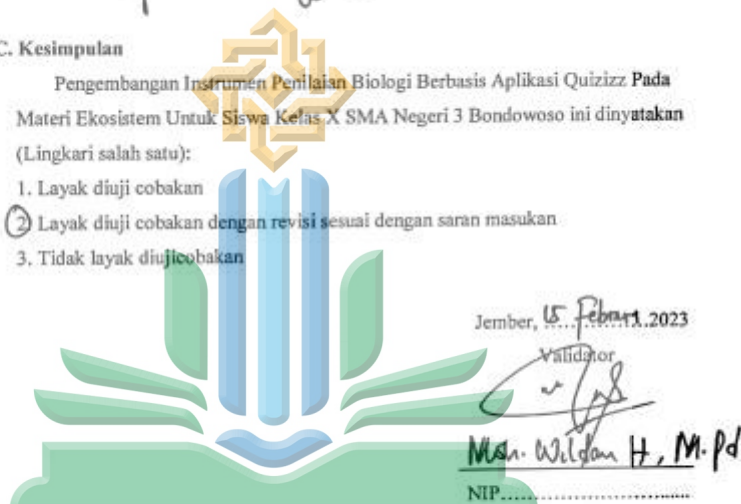 C. Kesimpulan
Pengembangan Instrumen Penilaian Biologi Berbasis Aplikasi Quizizz Pada
Materi Ekosistem Untuk Siswa Kelas X SMA Negeri 3 Bondowoso ini dinyatakan
(Lingkari salah satu):
1. Layak diuji cobakan
2. Layak diuji cobakan dengan revisi sesuai dengan saran masukan
3. Tidak layak diujicobakan
Jember, 15 Februari 2023
Validator
Moh. Wildan H, M.Pd
NIP..............................